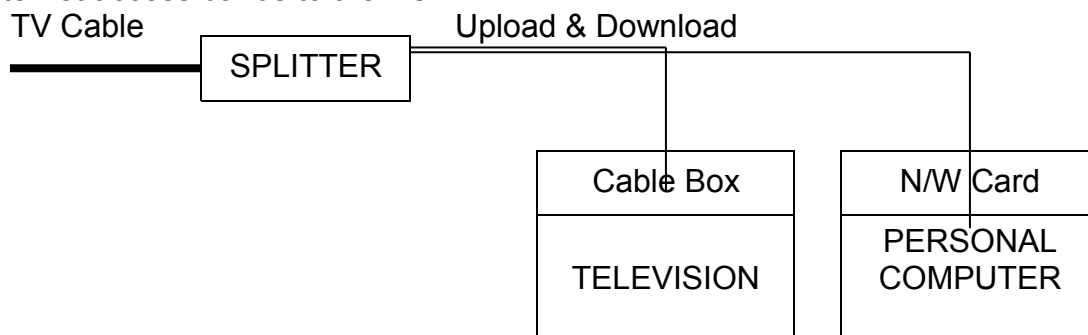 TV Cable
Upload & Download
SPLITTER
Cable Box
N/W Card
TELEVISION
PERSONAL
COMPUTER